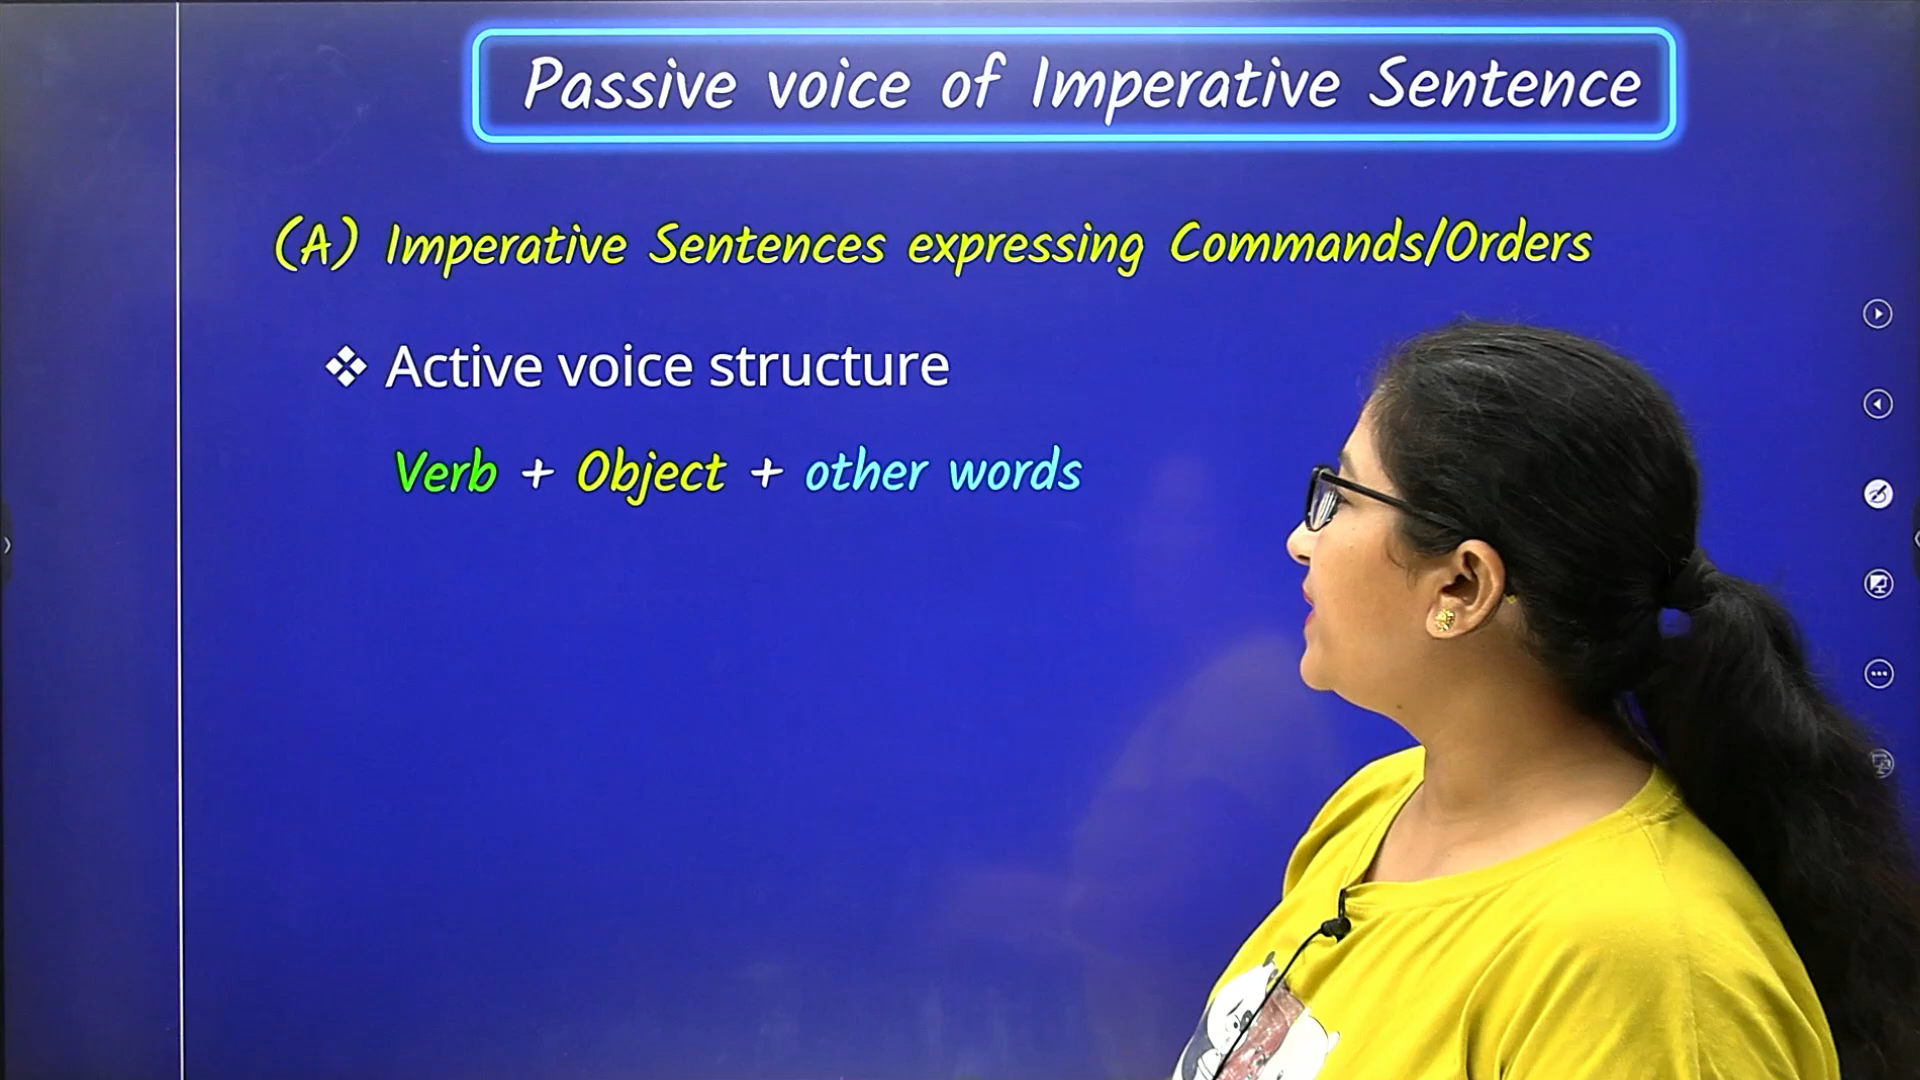 Passive voice of Imperative Sentence
(A) Imperative Sentences expressing Commands/Orders
❖ Active voice structure
Verb + Object + other words